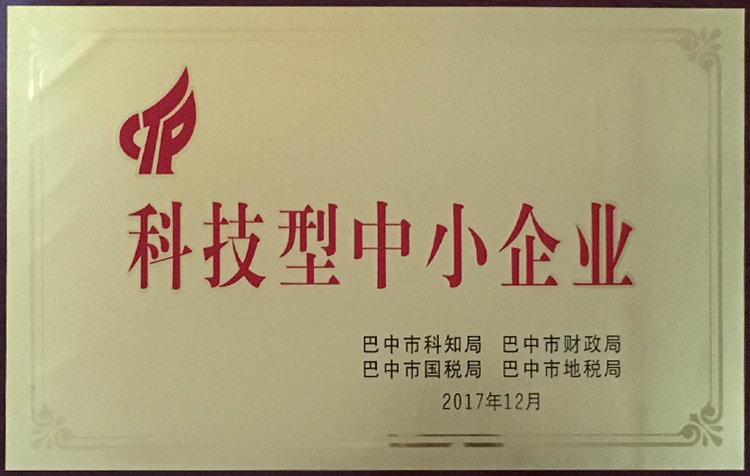 CTP
科技型中小企业
巴中市科知局 巴中市财政局
巴中市国税局 巴中市地税局
2017年12月